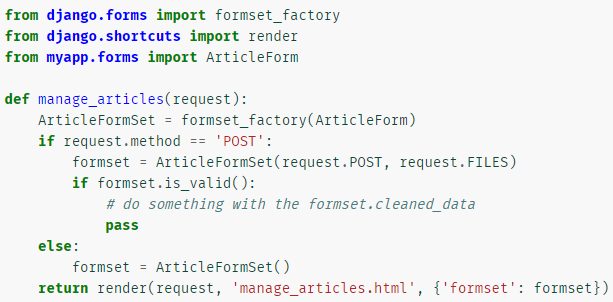 from django.forms import formset_factory
from django.shortcuts import render
from myapp.forms import ArticleForm

def manage_articles(request):
    ArticleFormSet = formset_factory(ArticleForm)
    if request.method == 'POST':
        formset = ArticleFormSet(request.POST, request.FILES)
        if formset.is_valid():
            # do something with the formset.cleaned_data
            pass
    else:
        formset = ArticleFormSet()
    return render(request, 'manage_articles.html', {'formset': formset})